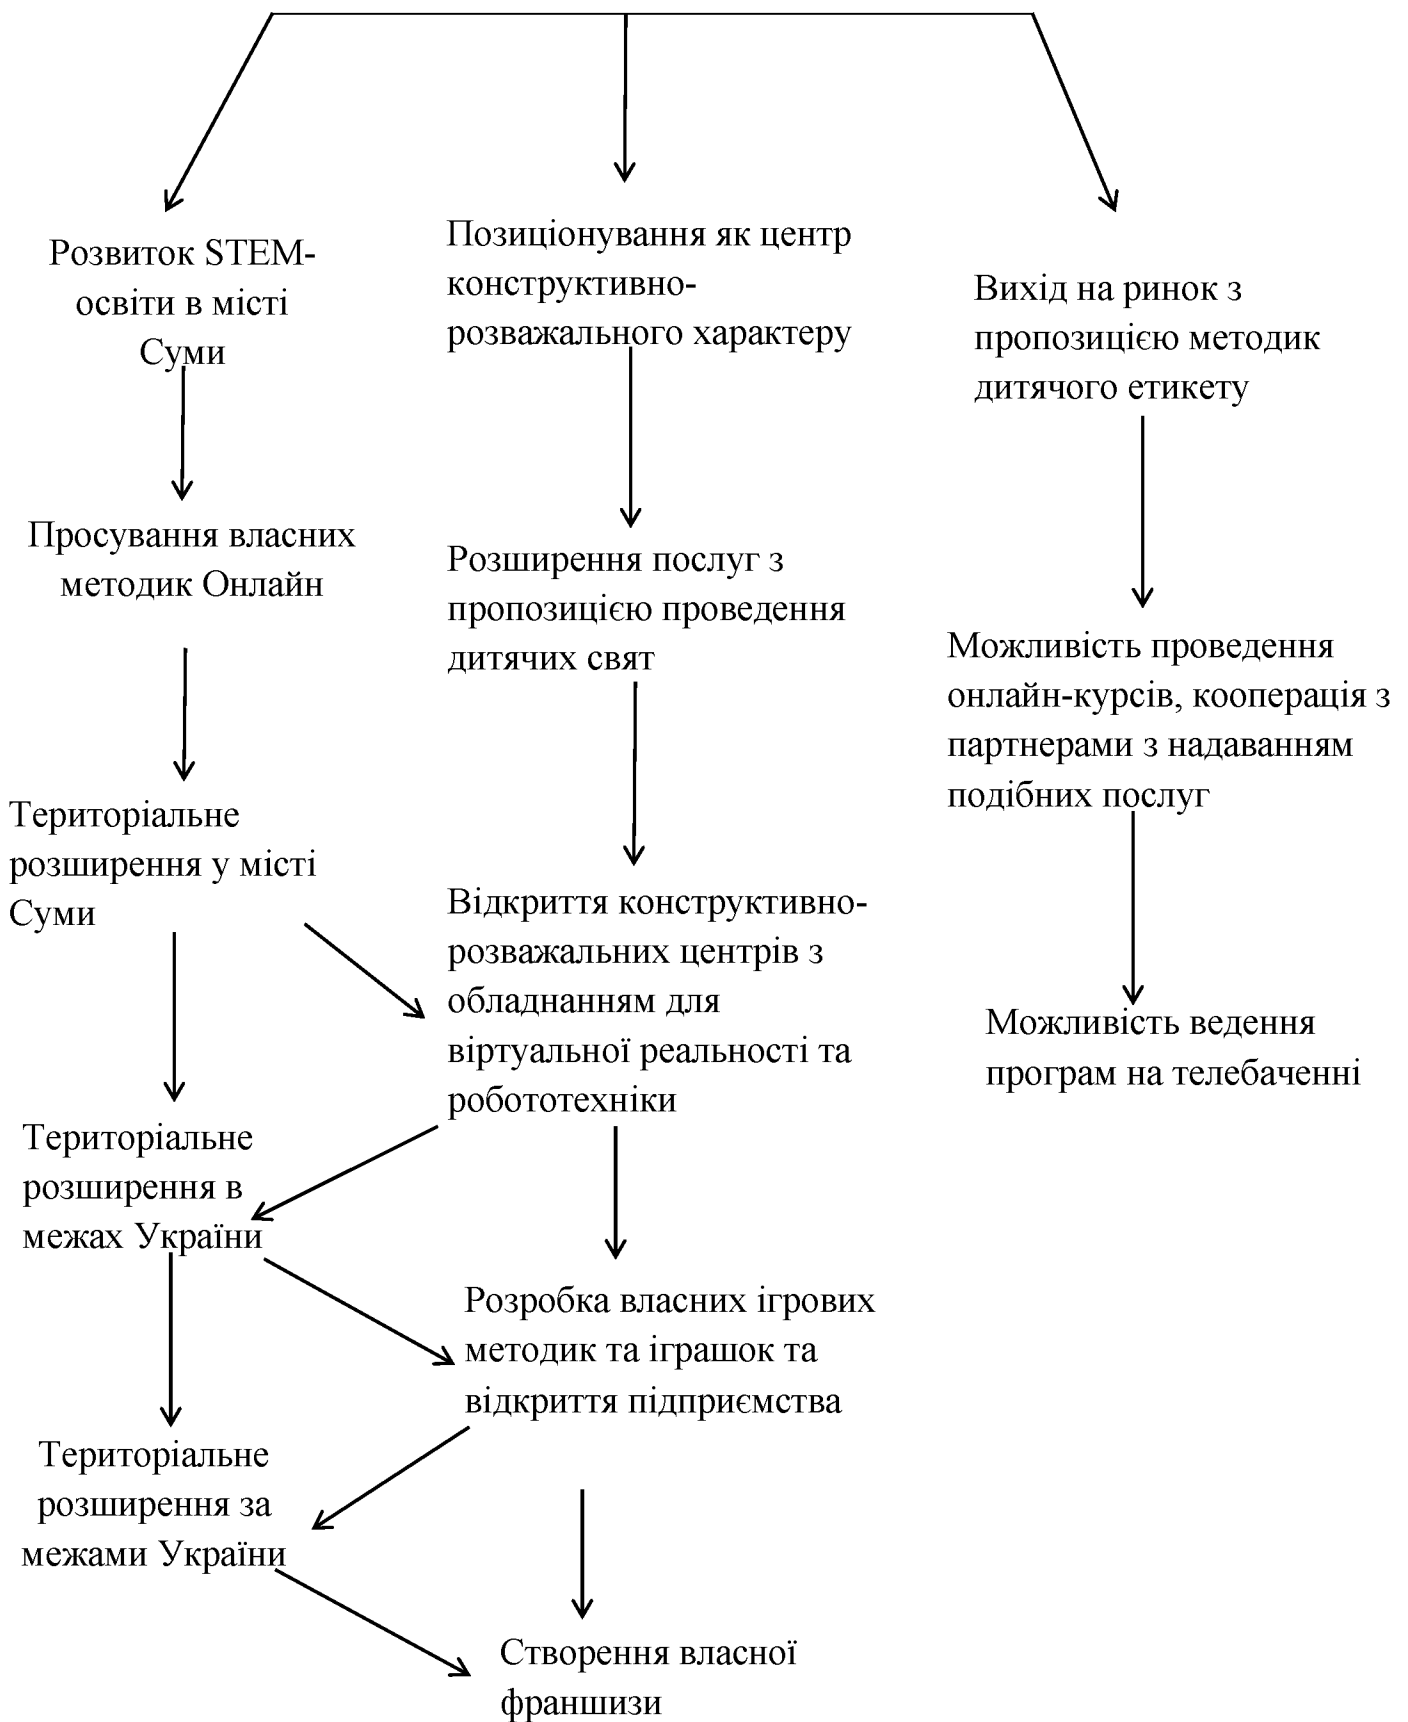 Розвиток STEM-
освіти в місті
Суми
Просування власних
методик Онлайн
Територіальне
розширення у місті
Суми
Територіальне
розширення в
межах України
Територіальне
розширення за
межами України
Позиціонування як центр
конструктивно-
розважального характеру
Розширення послуг з
пропозицією проведення
дитячих свят
Відкриття конструктивно-
розважальних центрів з
обладнанням для
віртуальної реальності та
робототехніки
Розробка власних ігрових
методик та іграшок та
відкриття підприємства
Створення власної
франшизи
Вихід на ринок з
пропозицією методик
дитячого етикету
Можливість проведення
онлайн-курсів, кооперація з
партнерами з надаванням
подібних послуг
Можливість ведення
програм на телебаченні